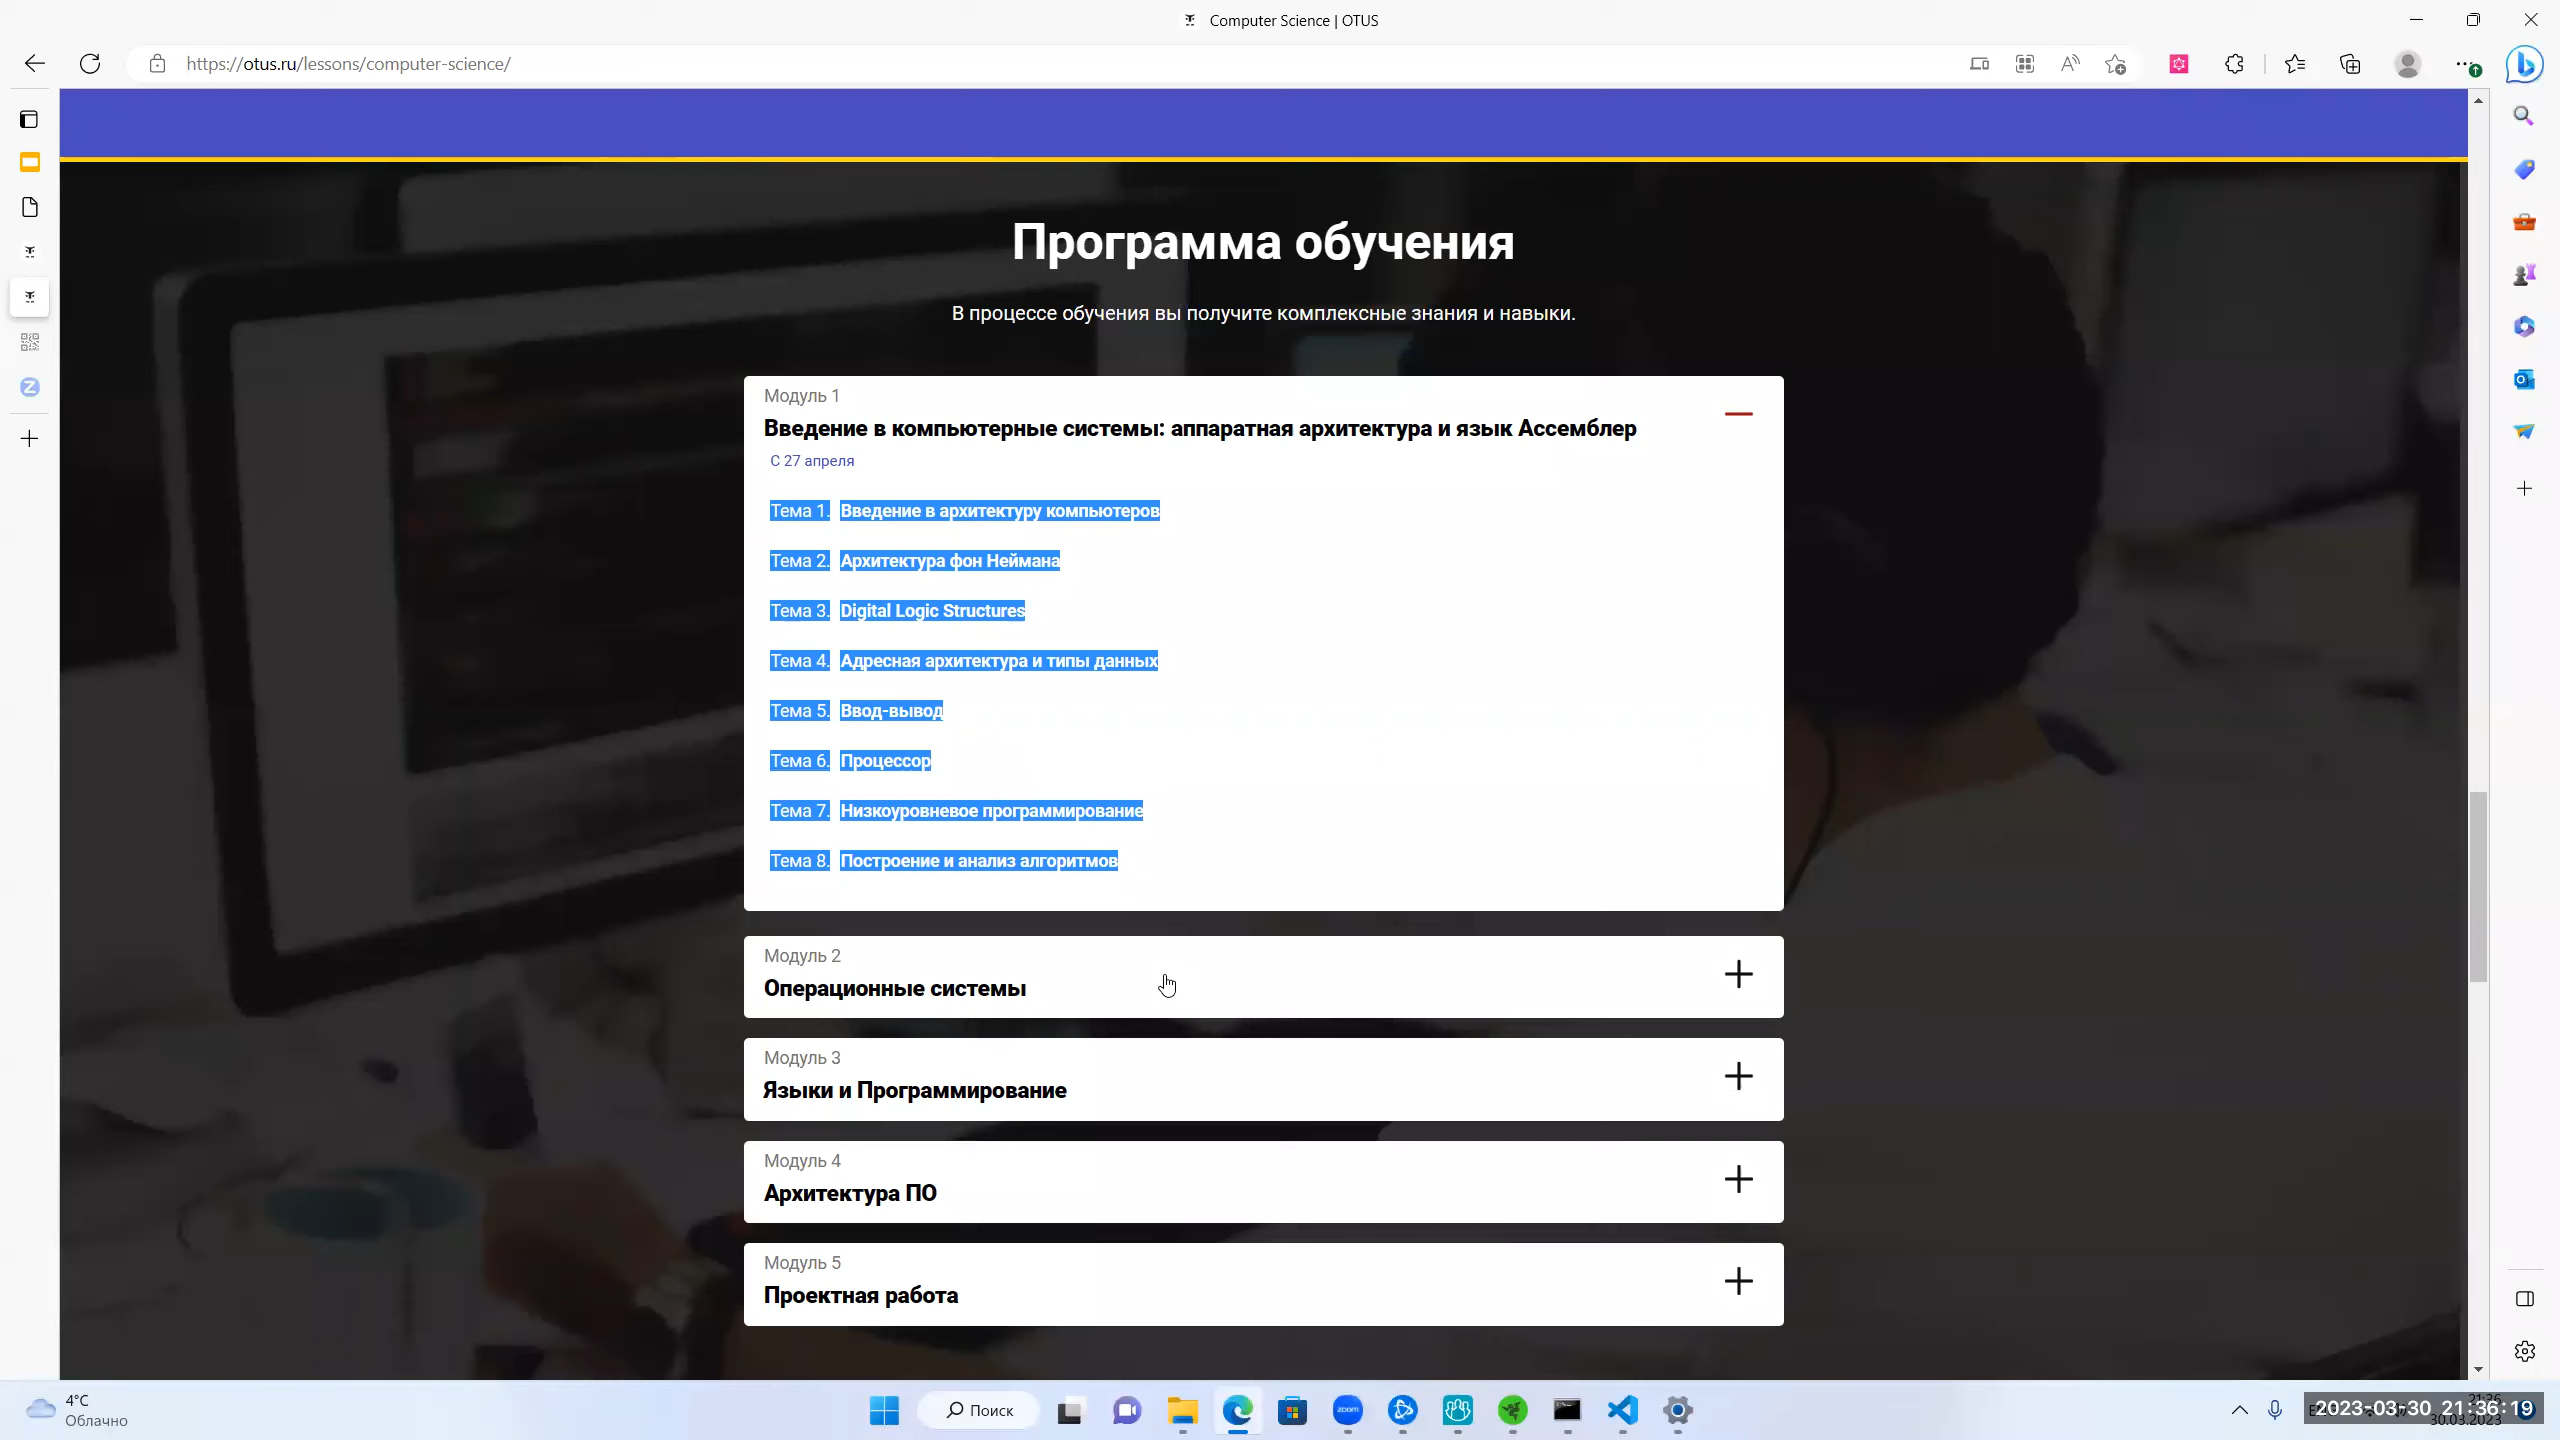 Computer Science | OTUS
https://otus.ru/lessons/computer-science/
Программа обучения
В процессе обучения вы получите комплексные знания и навыки.
Модуль 1
Введение в компьютерные системы: аппаратная архитектура и язык Ассемблер
С 27 апреля
Тема 1. Введение в архитектуру компьютеров
Тема 2. Архитектура фон Неймана
Тема 3. Digital Logic Structures
Тема 4. Адресная архитектура и типы данных
Тема 5. Ввод-вывод
Тема 6. Процессор
Тема 7. Низкоуровневое программирование
Тема 8. Построение и анализ алгоритмов
Модуль 2
Операционные системы
Модуль 3
Языки и Программирование
Модуль 4
Архитектура ПО
Модуль 5
Проектная работа
4°C
Облачно
Поиск
zoom
2023-03-30 21:36:19